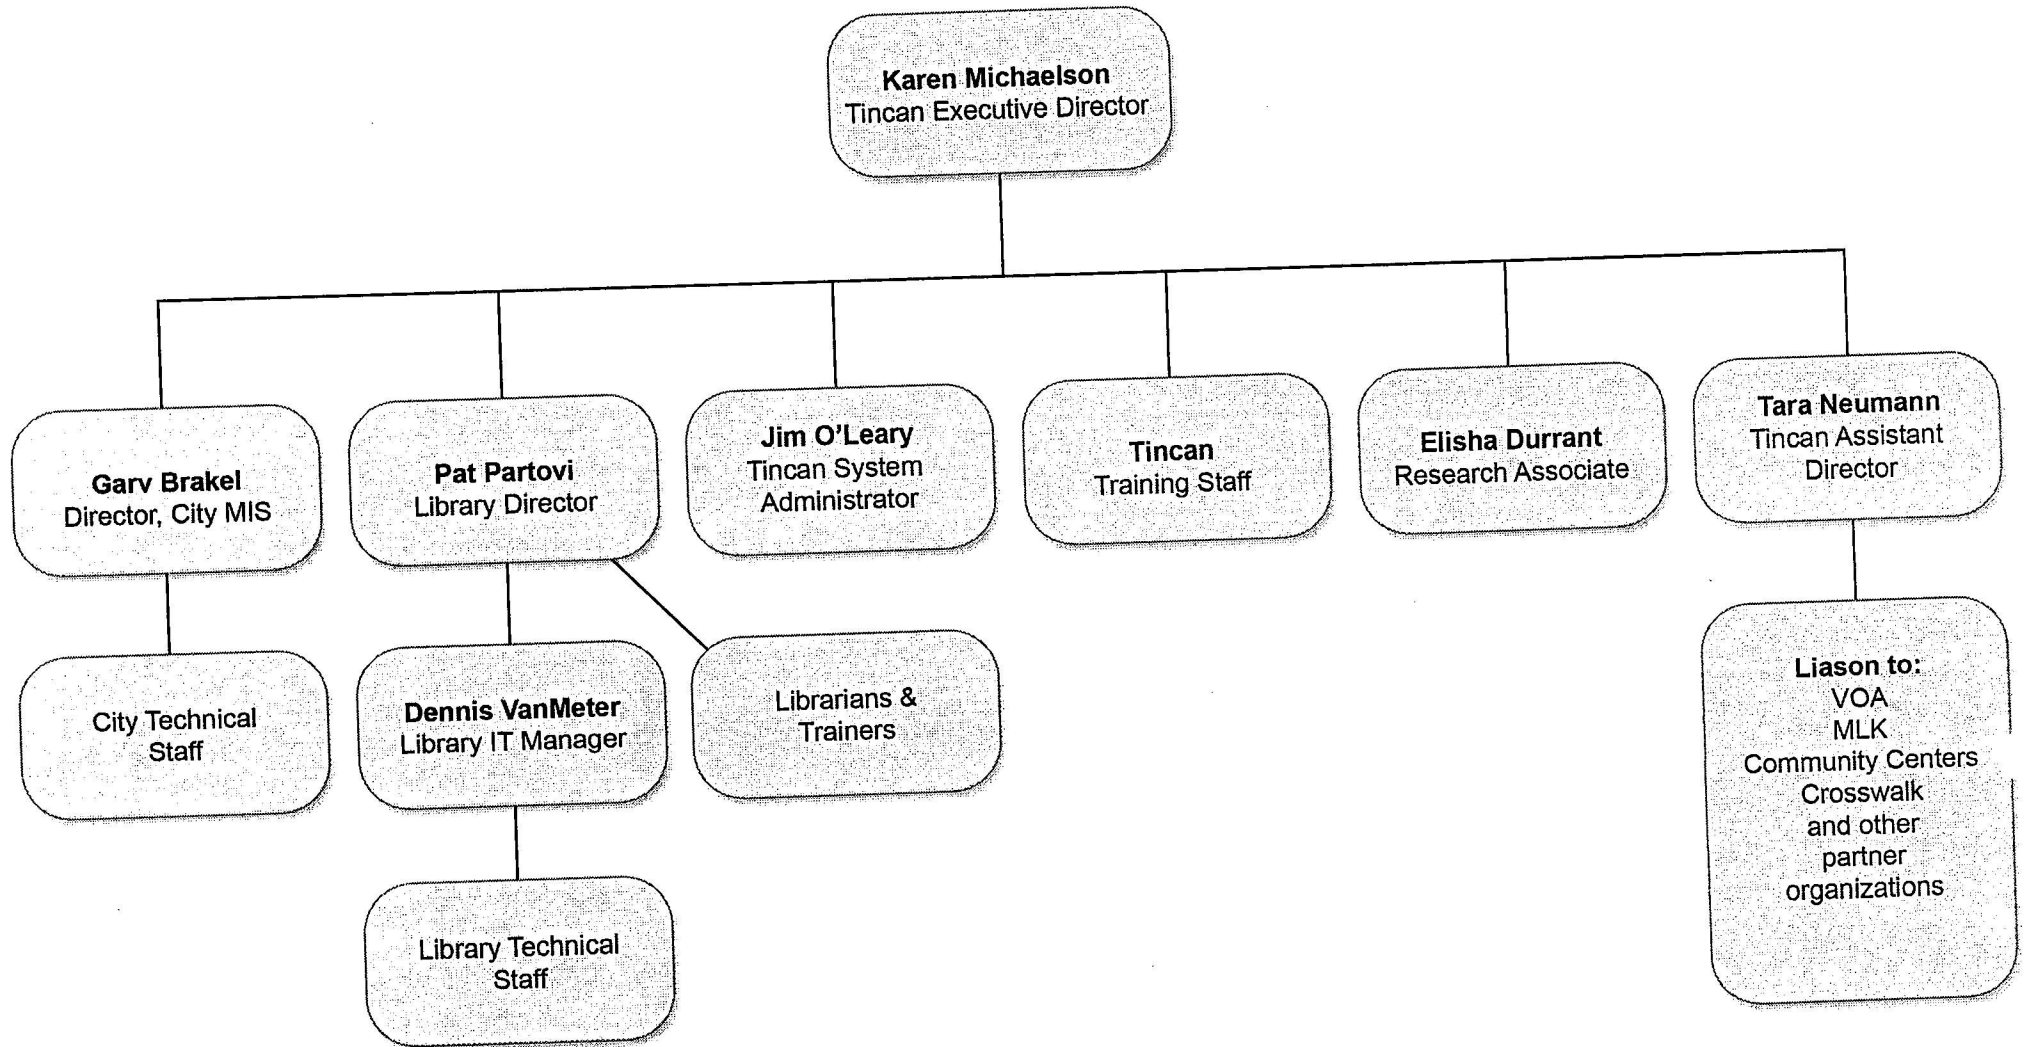 Karen Michaelson
Tincan Executive Director
Garv Brakel
Director, City MIS
Pat Partovi
Library Director
Jim O'Leary
Tincan System
Administrator
Tincan
Training Staff
Elisha Durrant
Research Associate
Tara Neumann
Tincan Assistant
Director
City Technical
Staff
Dennis VanMeter
Library IT Manager
Librarians &
Trainers
Liason to:
VOA
MLK
Community Centers
Crosswalk
and other
partner
organizations
Library Technical
Staff